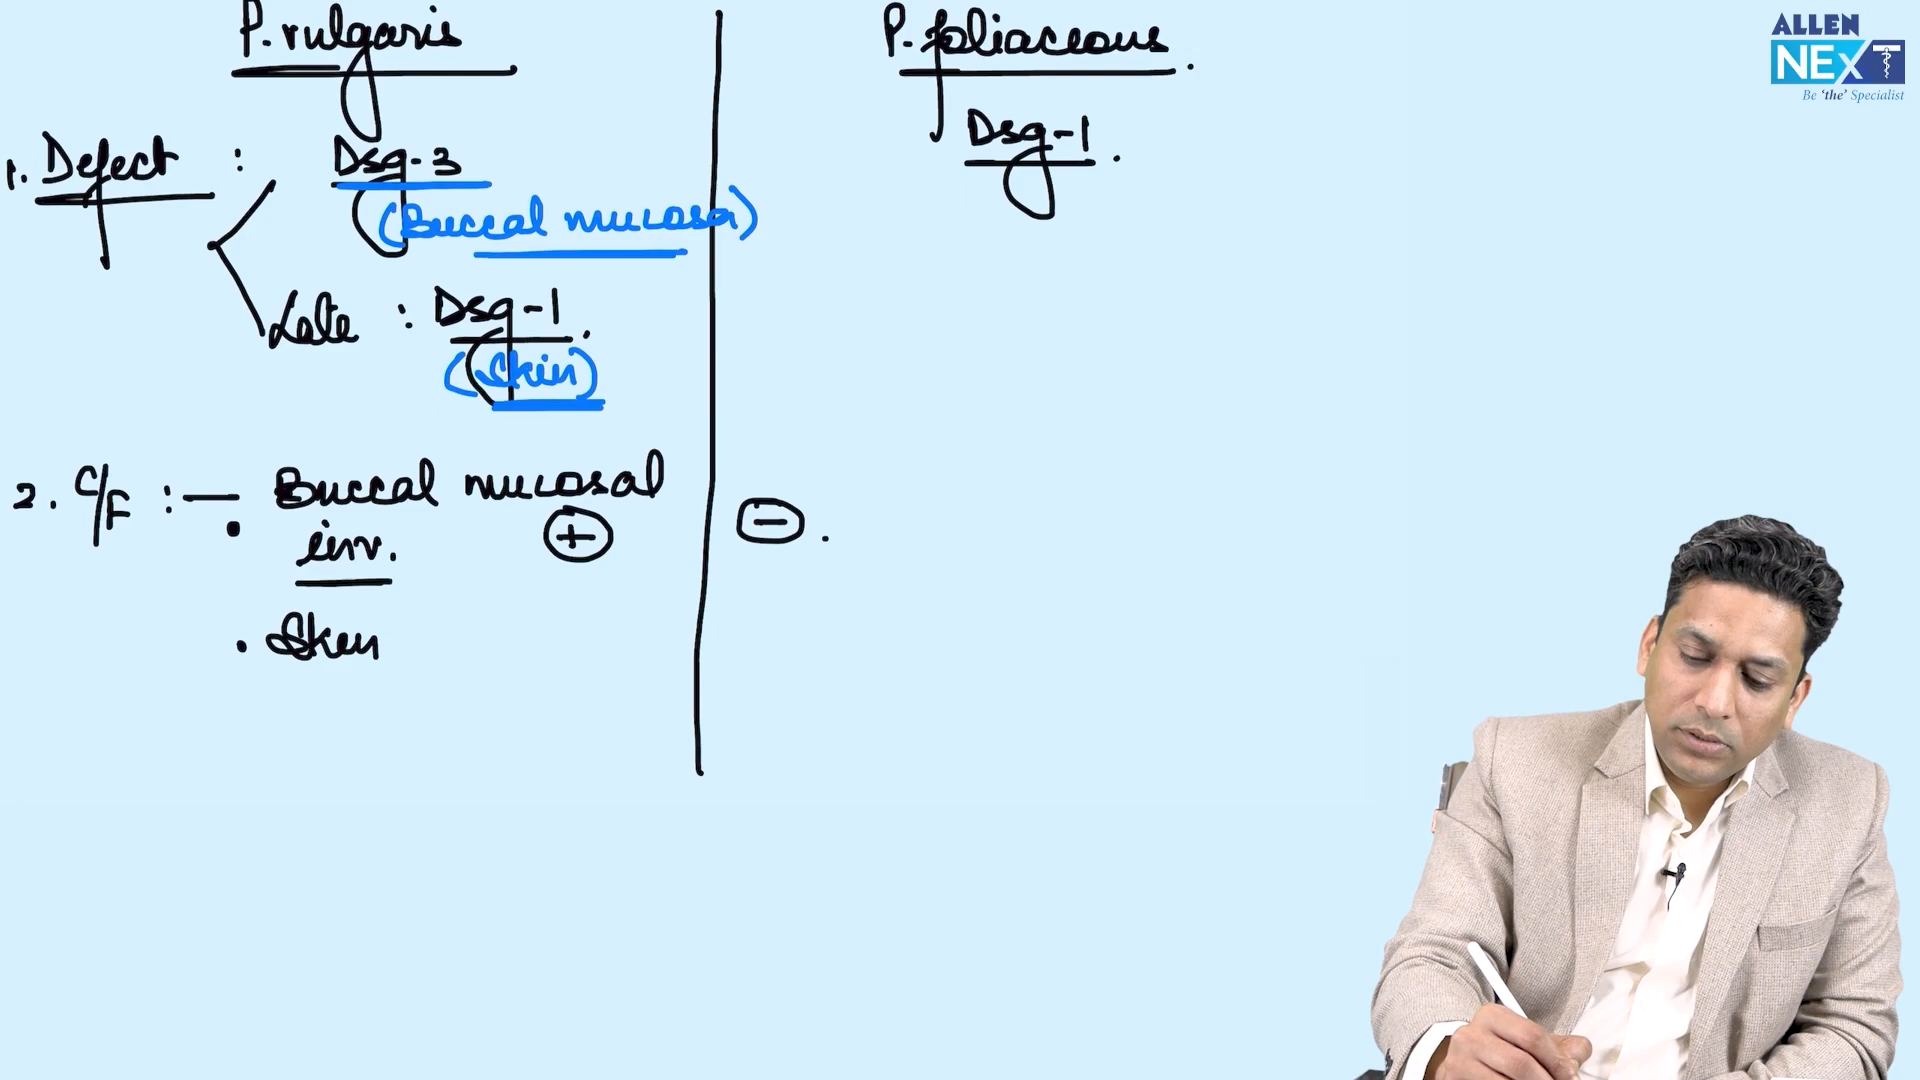 P. vulgaris
P. foliaceous.
ALLEN
NEXT
Be 'the' Specialist
1. Defect : Dsg-3
Dsg-1.
(Buccal mucosa)
Late : Dsg-1.
(Skin)
2. C/F :— • Buccal mucosal
inv. +
− .
• Skin